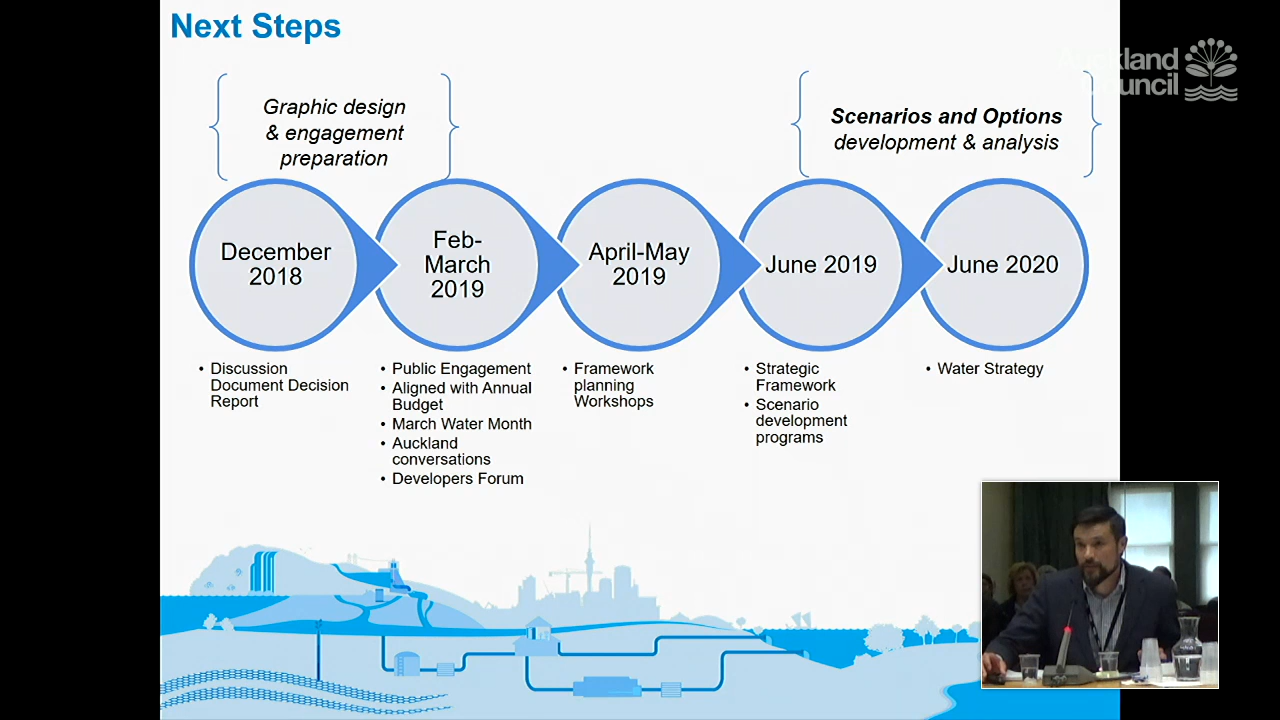 Next Steps
Auckland
Council
Graphic design
& engagement
preparation
Scenarios and Options
development & analysis
December
2018
Feb-
March
2019
April-May
2019
June 2019
June 2020
• Discussion
Document Decision
Report
• Public Engagement
• Aligned with Annual
Budget
• March Water Month
• Auckland
conversations
• Developers Forum
• Framework
planning
Workshops
• Strategic
Framework
• Scenario
development
programs
• Water Strategy